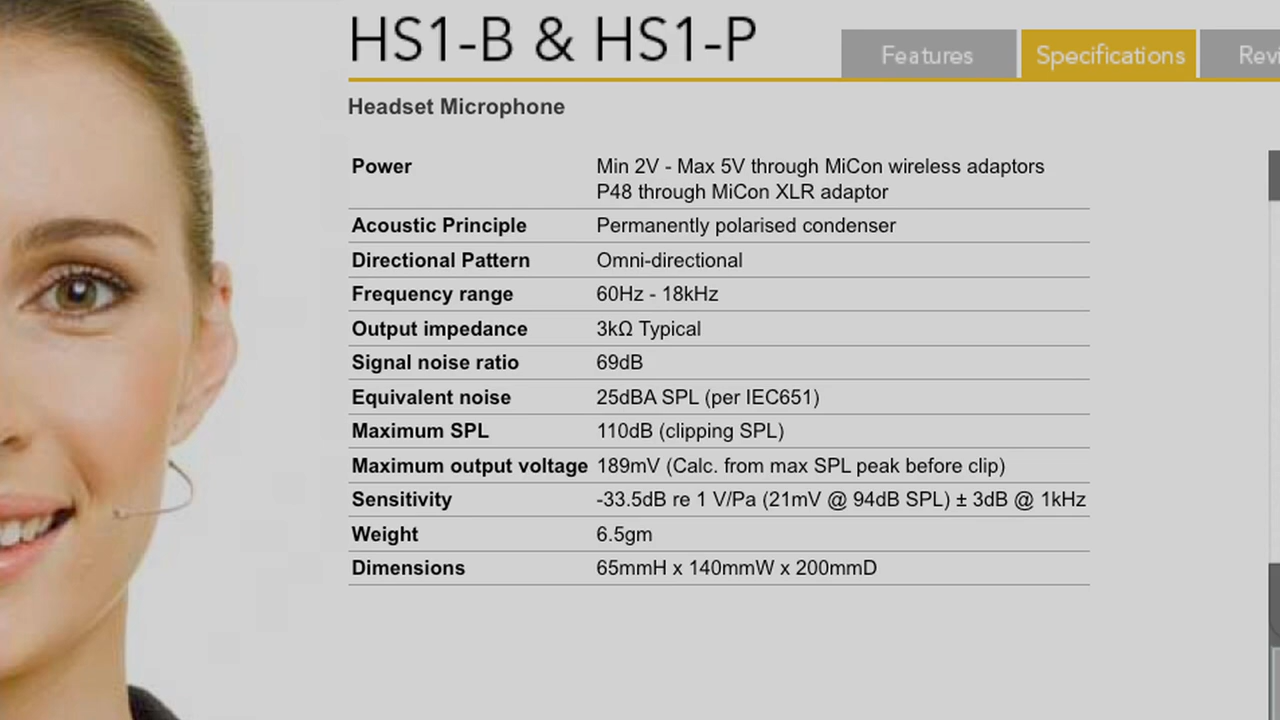 HS1-B & HS1-P
Features
Specifications
Headset Microphone
Power Min 2V - Max 5V through MiCon wireless adaptors
P48 through MiCon XLR adaptor
Acoustic Principle Permanently polarised condenser
Directional Pattern Omni-directional
Frequency range 60Hz - 18kHz
Output impedance 3kΩ Typical
Signal noise ratio 69dB
Equivalent noise 25dBA SPL (per IEC651)
Maximum SPL 110dB (clipping SPL)
Maximum output voltage 189mV (Calc. from max SPL peak before clip)
Sensitivity -33.5dB re 1 V/Pa (21mV @ 94dB SPL) ± 3dB @ 1kHz
Weight 6.5gm
Dimensions 65mmH x 140mmW x 200mmD